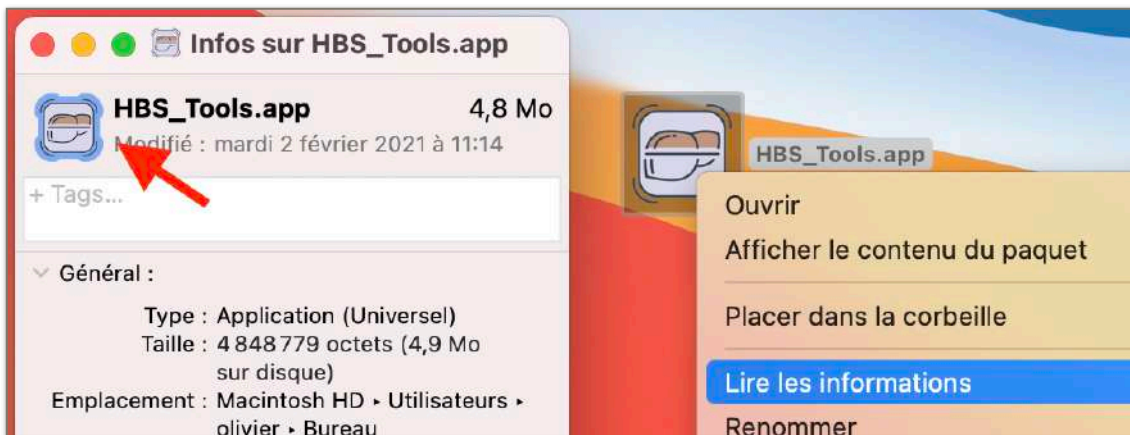 Infos sur HBS_Tools.app
HBS_Tools.app 4,8 Mo
Modifié : mardi 2 février 2021 à 11:14
+ Tags...
Général :
Type : Application (Universel)
Taille : 4 848 779 octets (4,9 Mo
sur disque)
Emplacement : Macintosh HD ▸ Utilisateurs ▸
olivier ▸ Bureau
HBS_Tools.app
Ouvrir
Afficher le contenu du paquet
Placer dans la corbeille
Lire les informations
Renommer